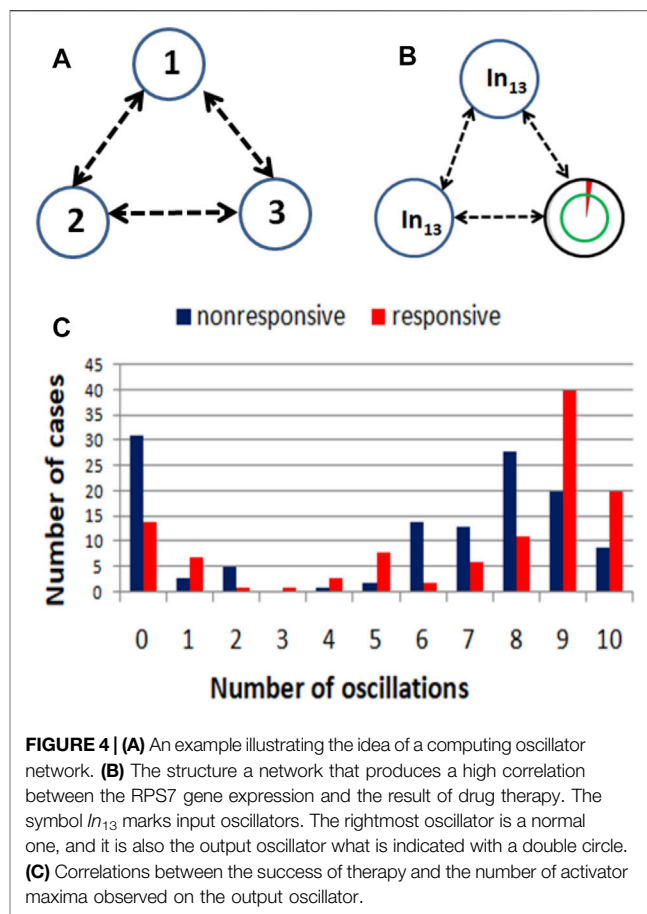 A
1
2
3
B
In13
In13
C
nonresponsive responsive
Number of cases
45
40
35
30
25
20
15
10
5
0
0 1 2 3 4 5 6 7 8 9 10
Number of oscillations
FIGURE 4 | (A) An example illustrating the idea of a computing oscillator
network. (B) The structure a network that produces a high correlation
between the RPS7 gene expression and the result of drug therapy. The
symbol In13 marks input oscillators. The rightmost oscillator is a normal
one, and it is also the output oscillator what is indicated with a double circle.
(C) Correlations between the success of therapy and the number of activator
maxima observed on the output oscillator.